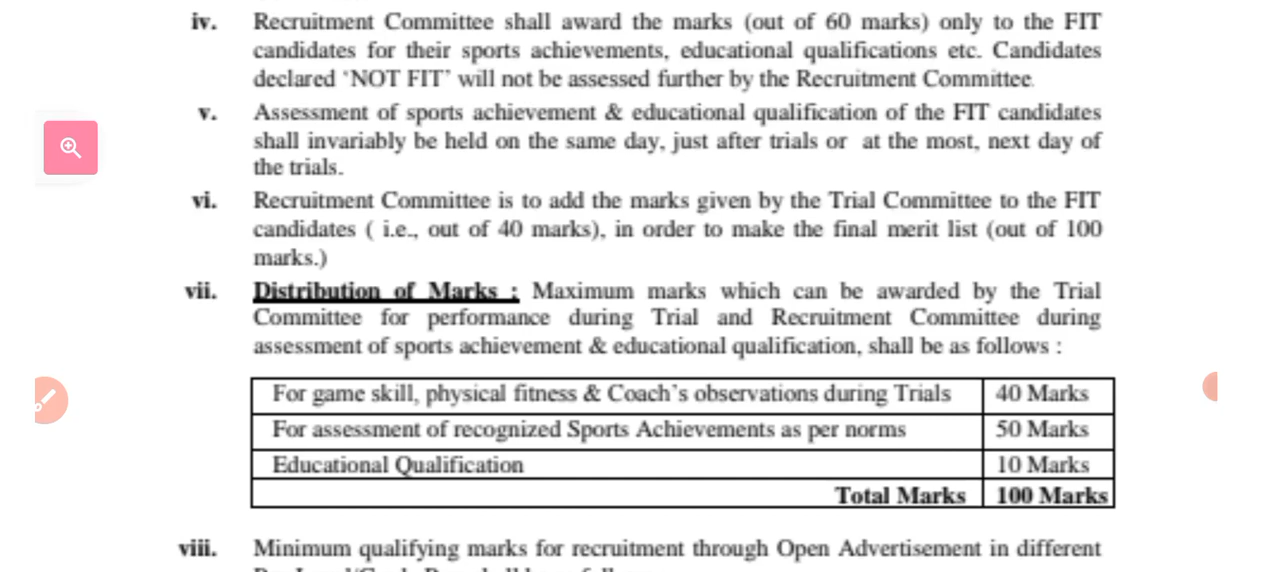 iv. Recruitment Committee shall award the marks (out of 60 marks) only to the FIT
candidates for their sports achievements, educational qualifications etc. Candidates
declared ‘NOT FIT’ will not be assessed further by the Recruitment Committee.
v. Assessment of sports achievement & educational qualification of the FIT candidates
shall invariably be held on the same day, just after trials or at the most, next day of
the trials.
vi. Recruitment Committee is to add the marks given by the Trial Committee to the FIT
candidates ( i.e., out of 40 marks), in order to make the final merit list (out of 100
marks.)
vii. Distribution of Marks : Maximum marks which can be awarded by the Trial
Committee for performance during Trial and Recruitment Committee during
assessment of sports achievement & educational qualification, shall be as follows :
For game skill, physical fitness & Coach’s observations during Trials 40 Marks
For assessment of recognized Sports Achievements as per norms 50 Marks
Educational Qualification 10 Marks
Total Marks 100 Marks
viii. Minimum qualifying marks for recruitment through Open Advertisement in different